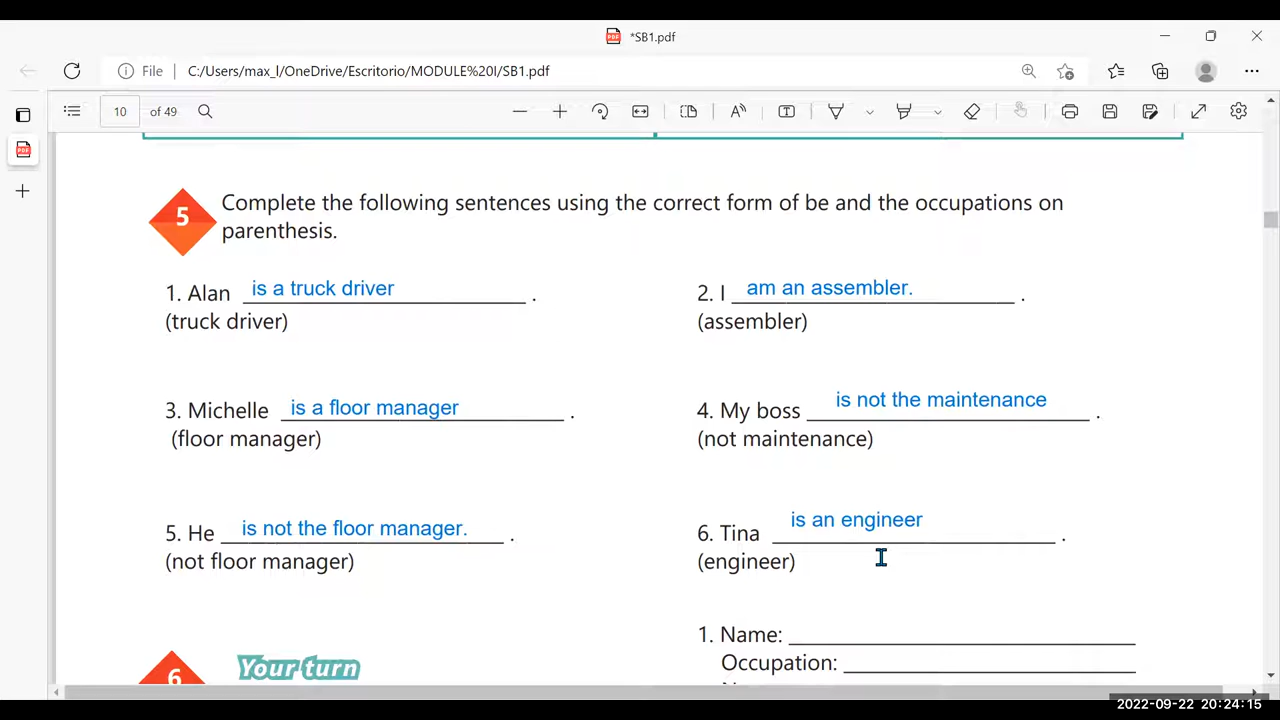 *SB1.pdf
File C:/Users/max_l/OneDrive/Escritorio/MODULE%20I/SB1.pdf
10 of 49
5 Complete the following sentences using the correct form of be and the occupations on
parenthesis.
1. Alan is a truck driver .
(truck driver)
2. I am an assembler. .
(assembler)
3. Michelle is a floor manager .
(floor manager)
4. My boss is not the maintenance .
(not maintenance)
5. He is not the floor manager. .
(not floor manager)
6. Tina is an engineer .
(engineer)
6 Your turn
1. Name:
Occupation:
2022-09-22 20:24:15